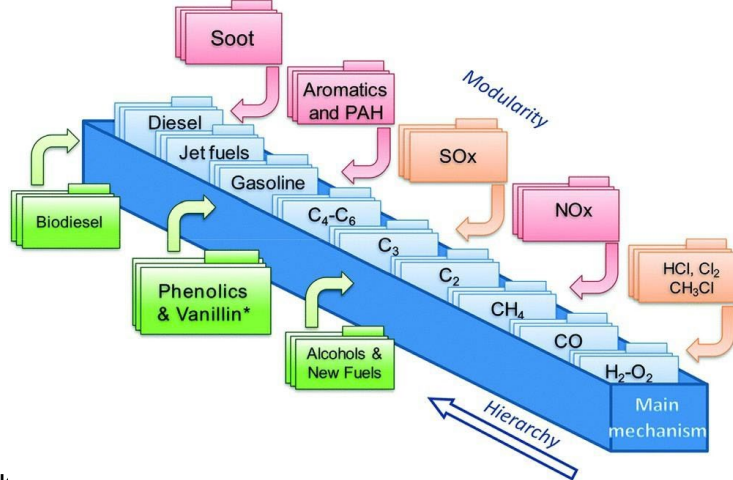 Soot
Aromatics
and PAH
Modularity
SOx
NOx
HCl, Cl₂
CH₃Cl
Diesel
Jet fuels
Gasoline
C₄-C₆
C₃
C₂
CH₄
CO
H₂-O₂
Biodiesel
Phenolics
& Vanillin*
Alcohols &
New Fuels
Hierarchy
Main
mechanism